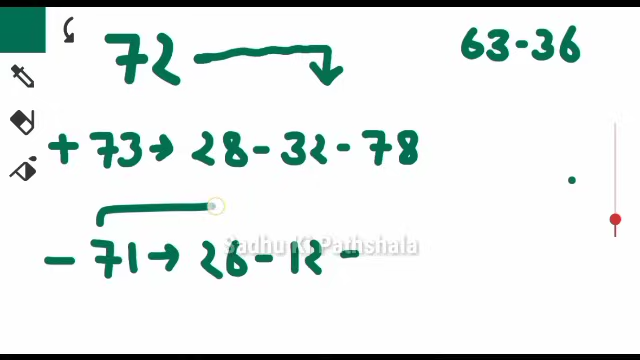 72 63-36
+ 73 → 28 - 32 - 78
Sadhu Ki Pathshala
- 71 → 26 - 12 -